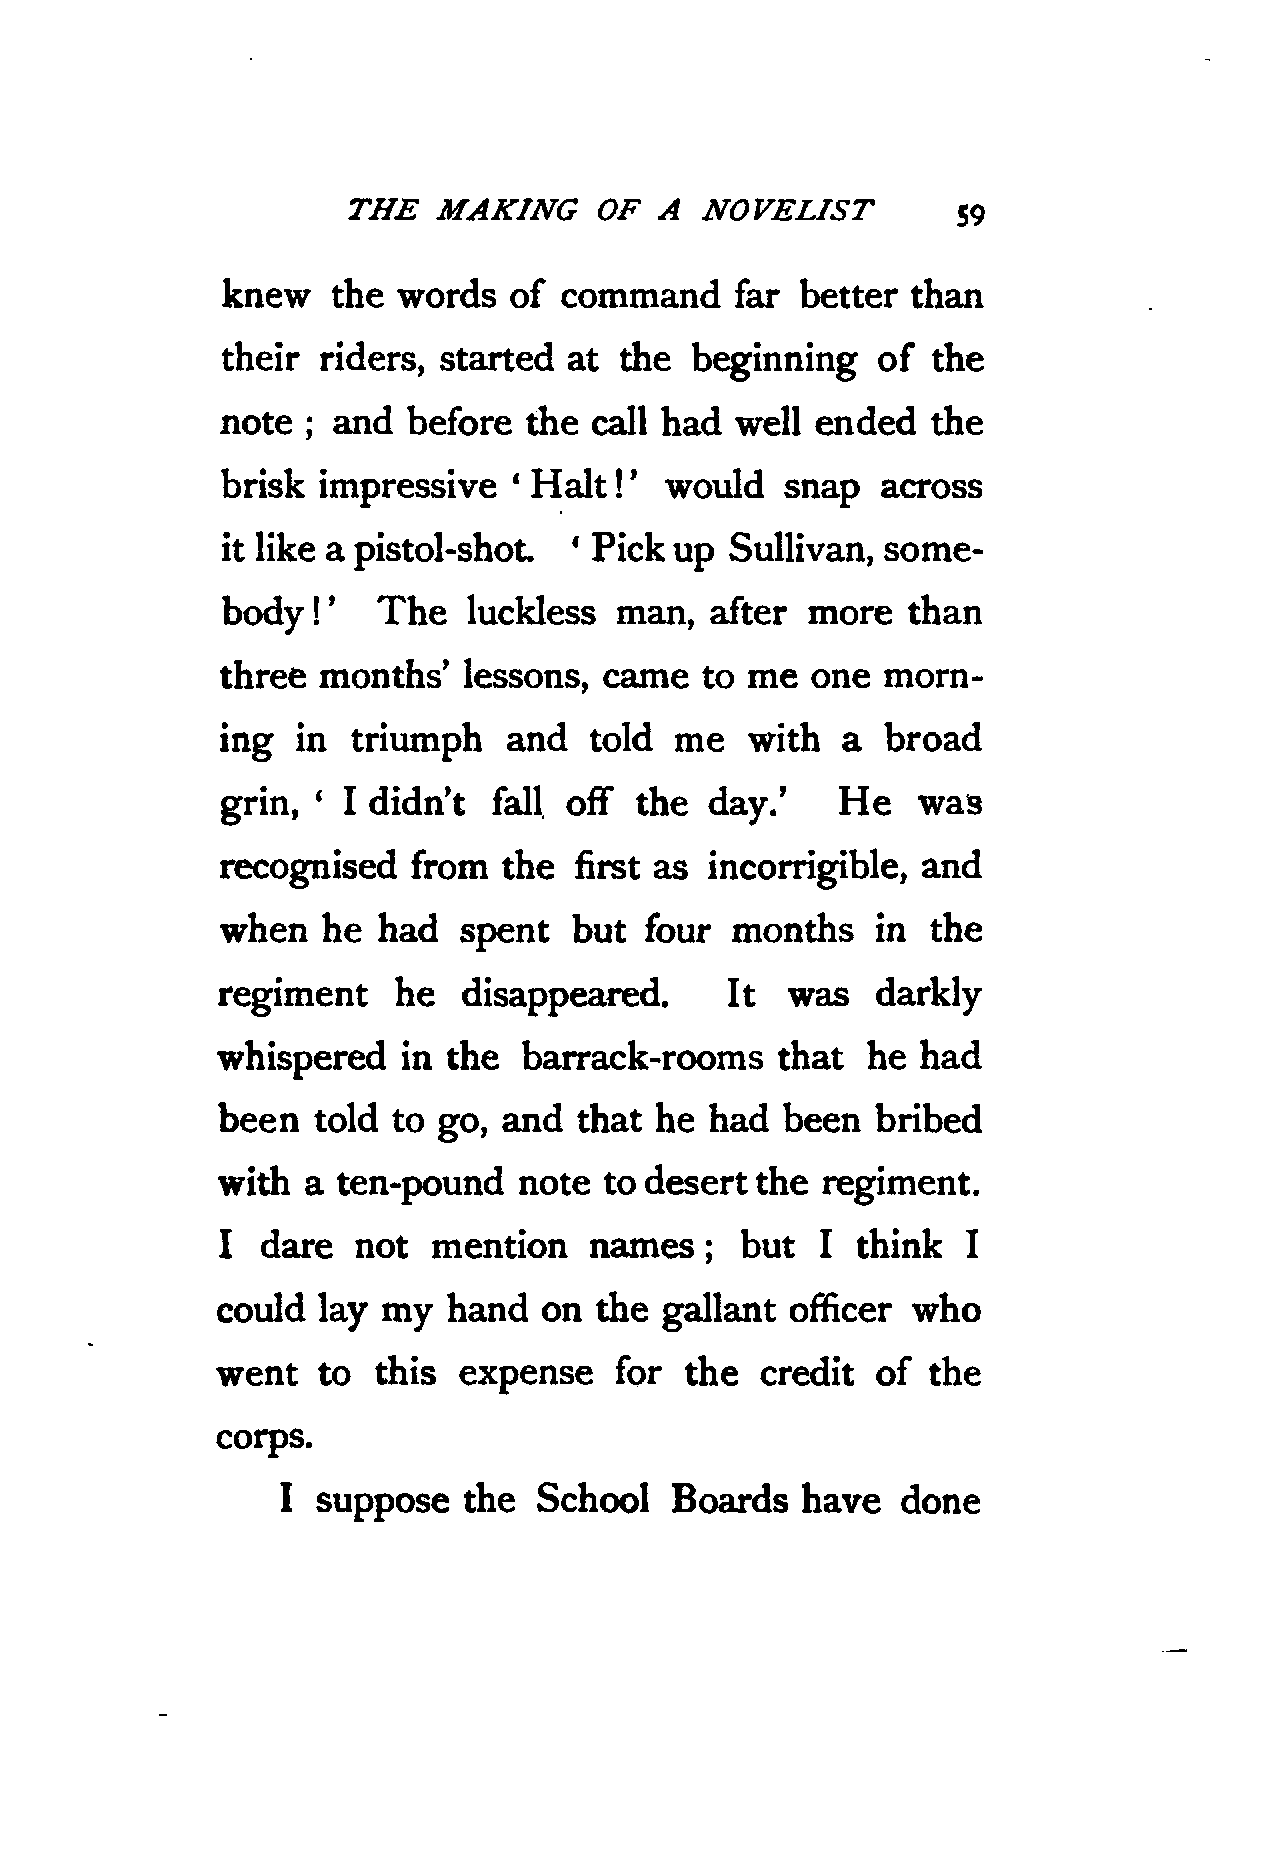 THE MAKING OF A NOVELIST 59
knew the words of command far better than
their riders, started at the beginning of the
note ; and before the call had well ended the
brisk impressive ‘ Halt !’ would snap across
it like a pistol-shot. ‘ Pick up Sullivan, some-
body !’ The luckless man, after more than
three months’ lessons, came to me one morn-
ing in triumph and told me with a broad
grin, ‘ I didn’t fall off the day.’ He was
recognised from the first as incorrigible, and
when he had spent but four months in the
regiment he disappeared. It was darkly
whispered in the barrack-rooms that he had
been told to go, and that he had been bribed
with a ten-pound note to desert the regiment.
I dare not mention names ; but I think I
could lay my hand on the gallant officer who
went to this expense for the credit of the
corps.
I suppose the School Boards have done